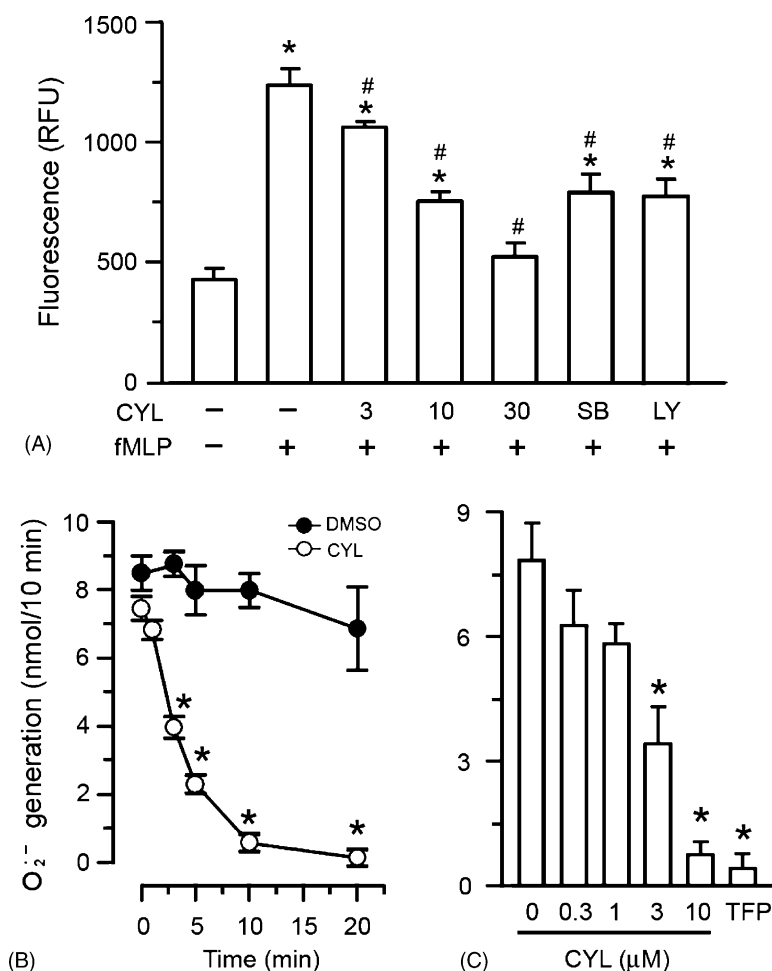 1500
1000
500
0
Fluorescence (RFU)
* # * # * # # * # *
CYL – – 3 10 30 SB LY
(A) fMLP – + + + + + +
10
8
6
4
2
0
O₂·⁻ generation (nmol/10 min)
DMSO
CYL
* * * *
0 5 10 15 20
(B) Time (min)
9
6
3
0
* * *
0 0.3 1 3 10 TFP
(C) CYL (μM)